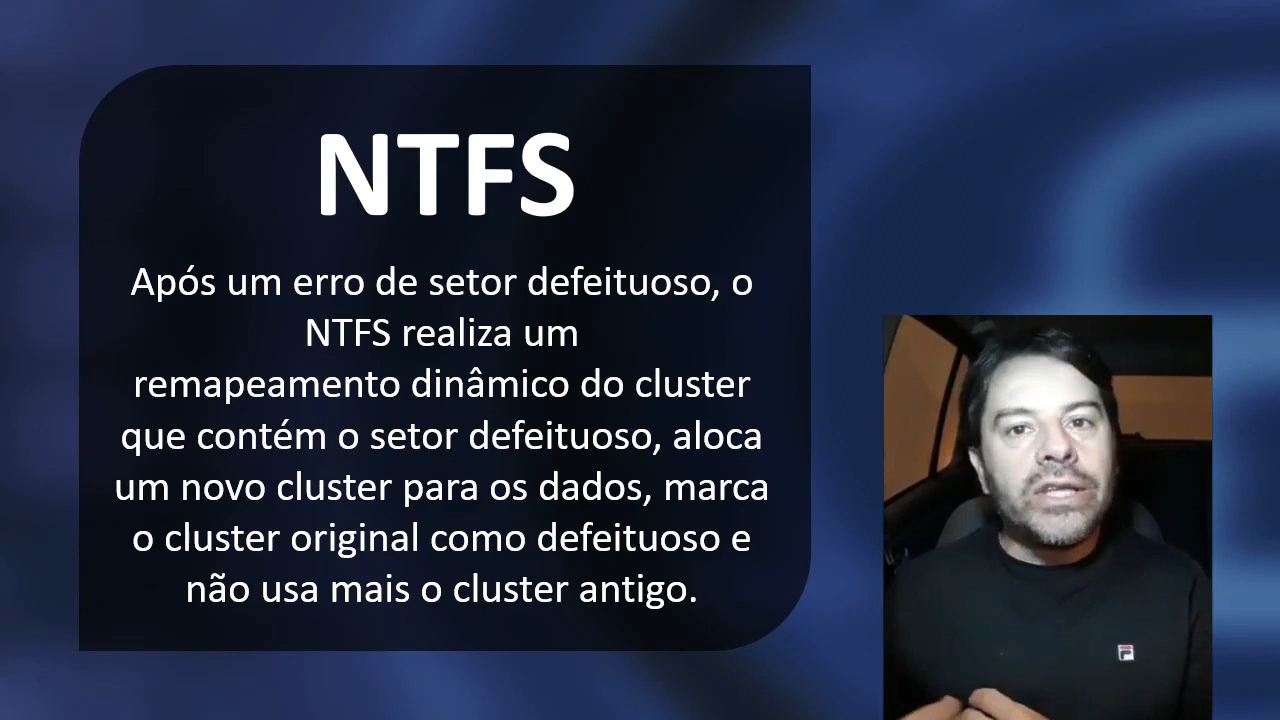 NTFS
Após um erro de setor defeituoso, o
NTFS realiza um
remapeamento dinâmico do cluster
que contém o setor defeituoso, aloca
um novo cluster para os dados, marca
o cluster original como defeituoso e
não usa mais o cluster antigo.